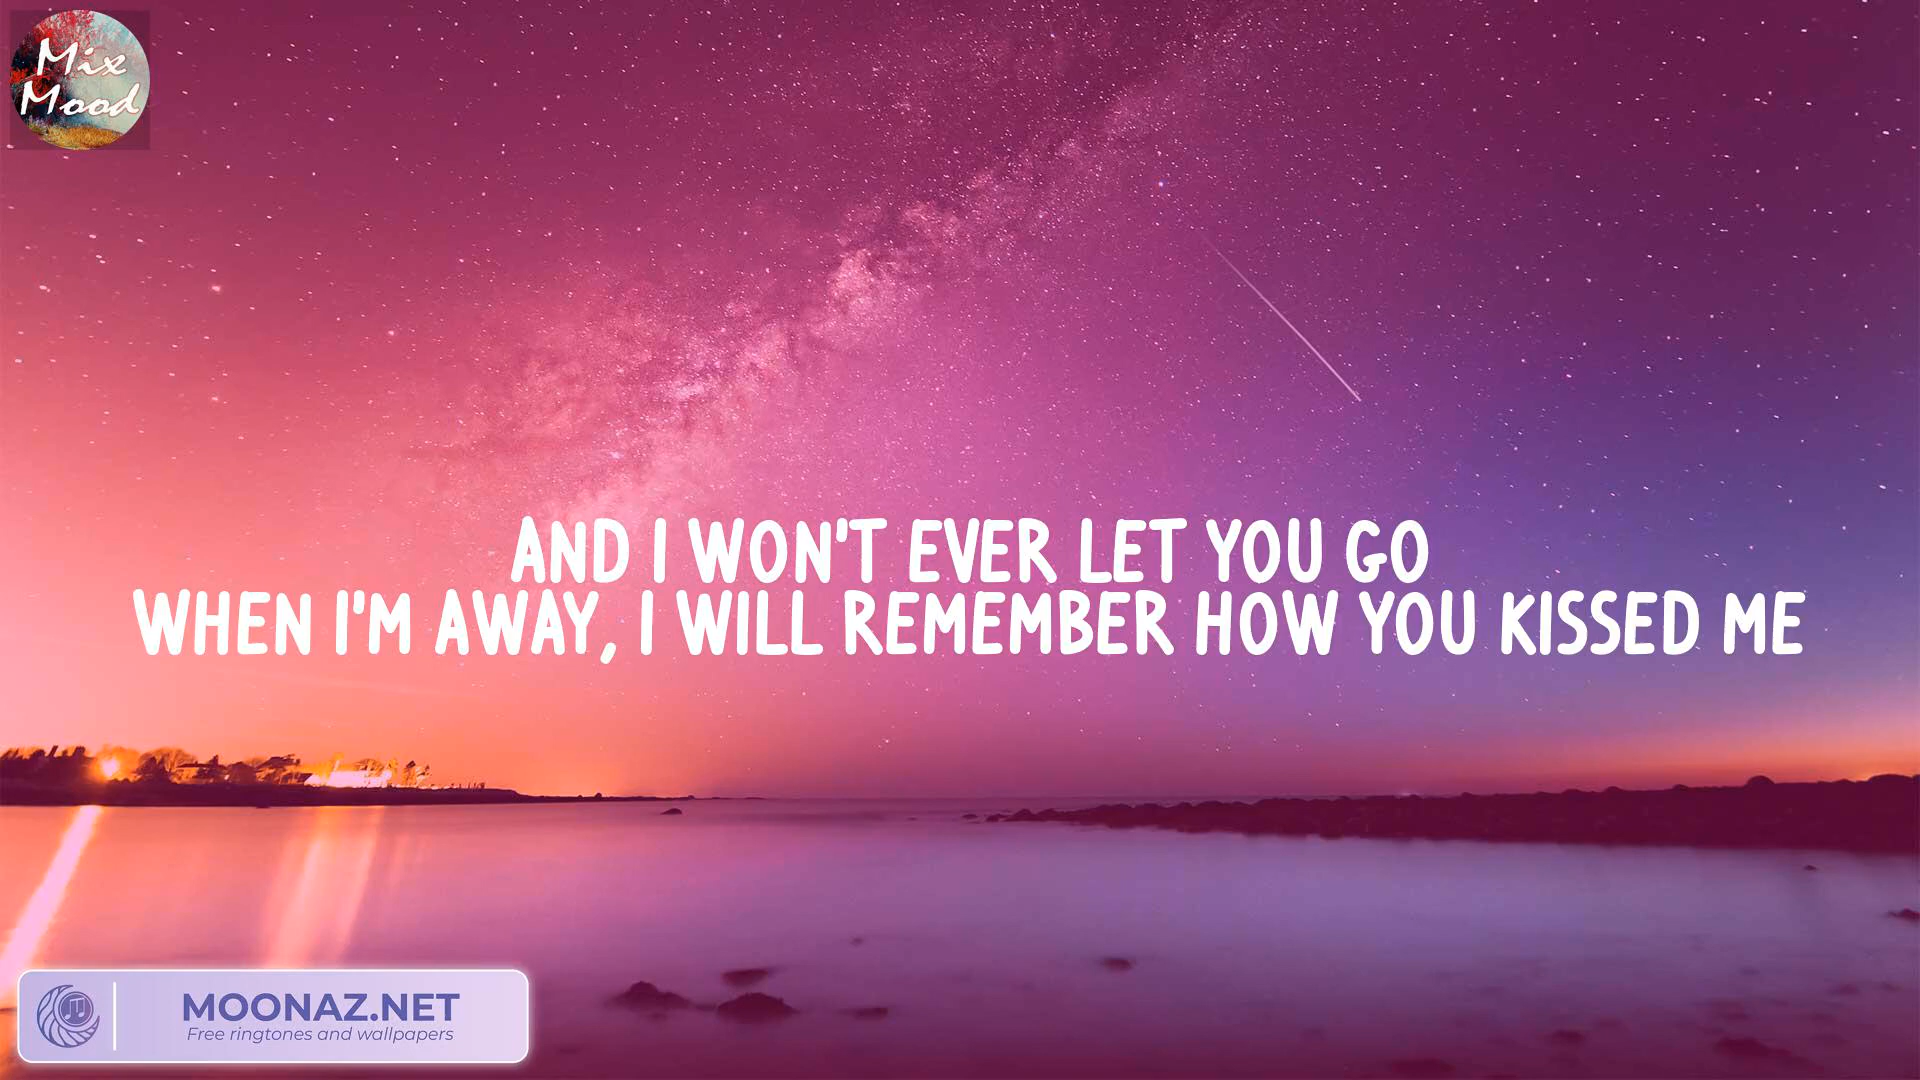 Mix
Mood
AND I WON'T EVER LET YOU GO
WHEN I'M AWAY, I WILL REMEMBER HOW YOU KISSED ME
MOONAZ.NET
Free ringtones and wallpapers